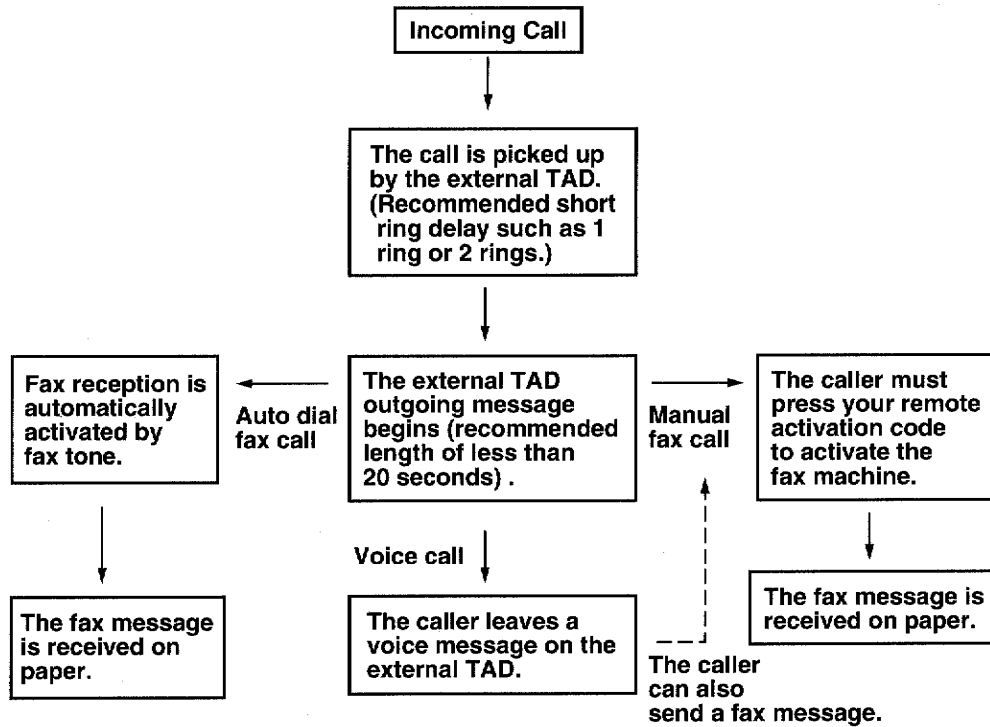 Incoming Call
The call is picked up
by the external TAD.
(Recommended short
ring delay such as 1
ring or 2 rings.)
Fax reception is
automatically
activated by
fax tone.
Auto dial
fax call
The external TAD
outgoing message
begins (recommended
length of less than
20 seconds) .
Manual
fax call
The caller must
press your remote
activation code
to activate the
fax machine.
Voice call
The fax message
is received on
paper.
The caller leaves a
voice message on the
external TAD.
The caller
can also
send a fax message.
The fax message is
received on paper.